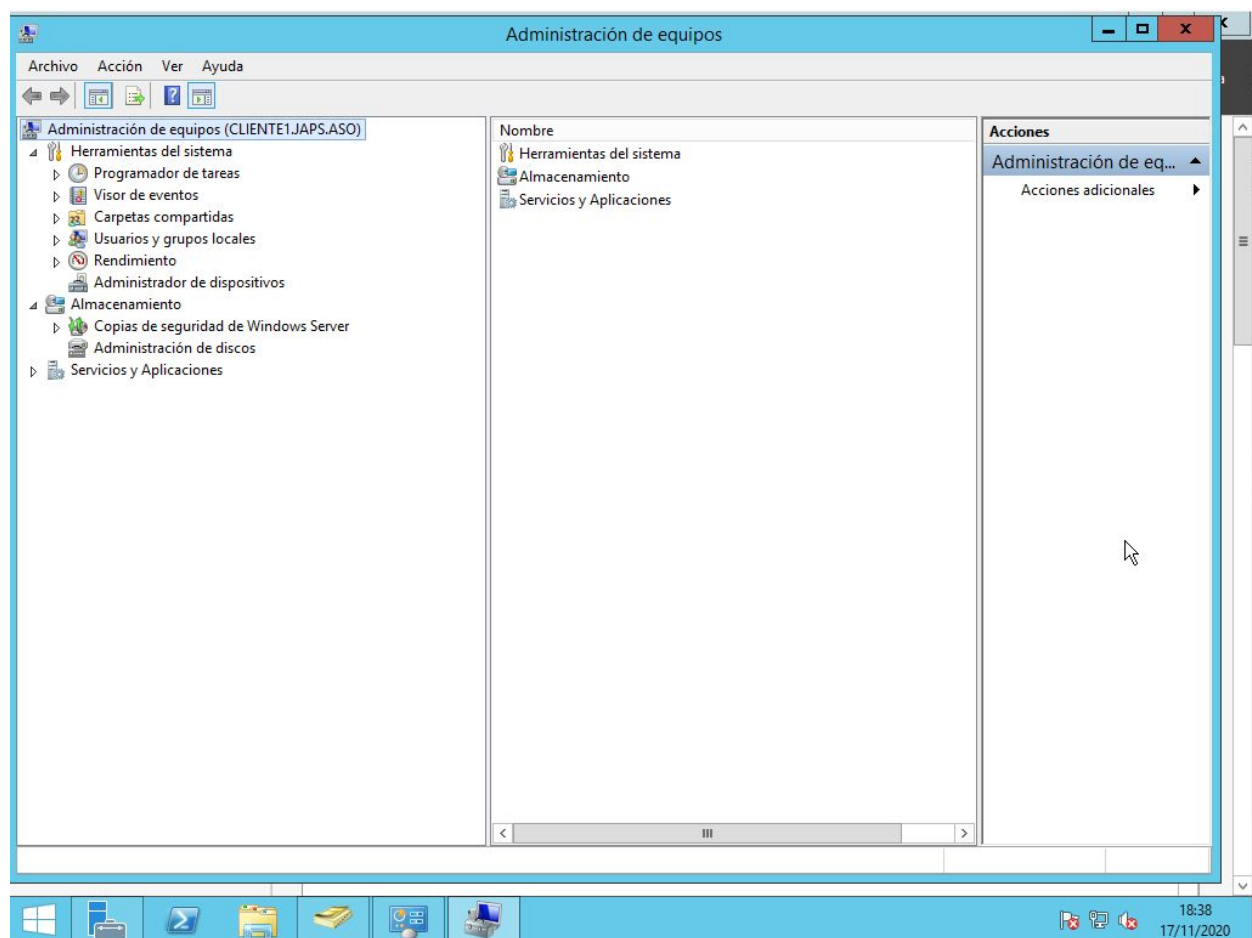 Administración de equipos
Archivo Acción Ver Ayuda
Administración de equipos (CLIENTE1.JAPS.ASO)
Herramientas del sistema
Programador de tareas
Visor de eventos
Carpetas compartidas
Usuarios y grupos locales
Rendimiento
Administrador de dispositivos
Almacenamiento
Copias de seguridad de Windows Server
Administración de discos
Servicios y Aplicaciones
Nombre
Herramientas del sistema
Almacenamiento
Servicios y Aplicaciones
Acciones
Administración de eq...
Acciones adicionales
18:38
17/11/2020